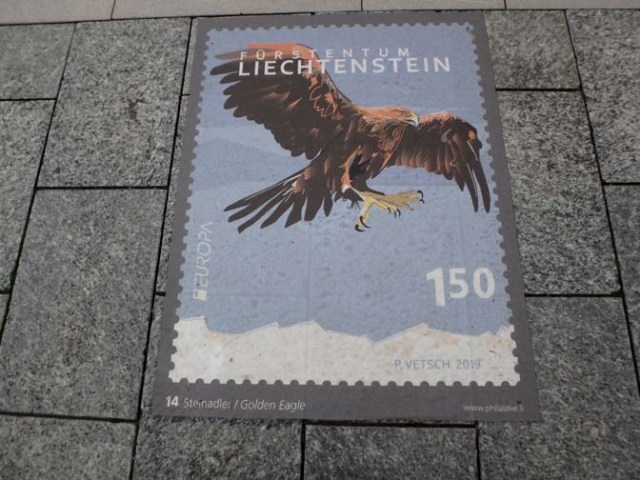 FÜRSTENTUM
LIECHTENSTEIN
EUROPA
150
P. VETSCH 2019
14 Steinadler / Golden Eagle
www.philatelie.li